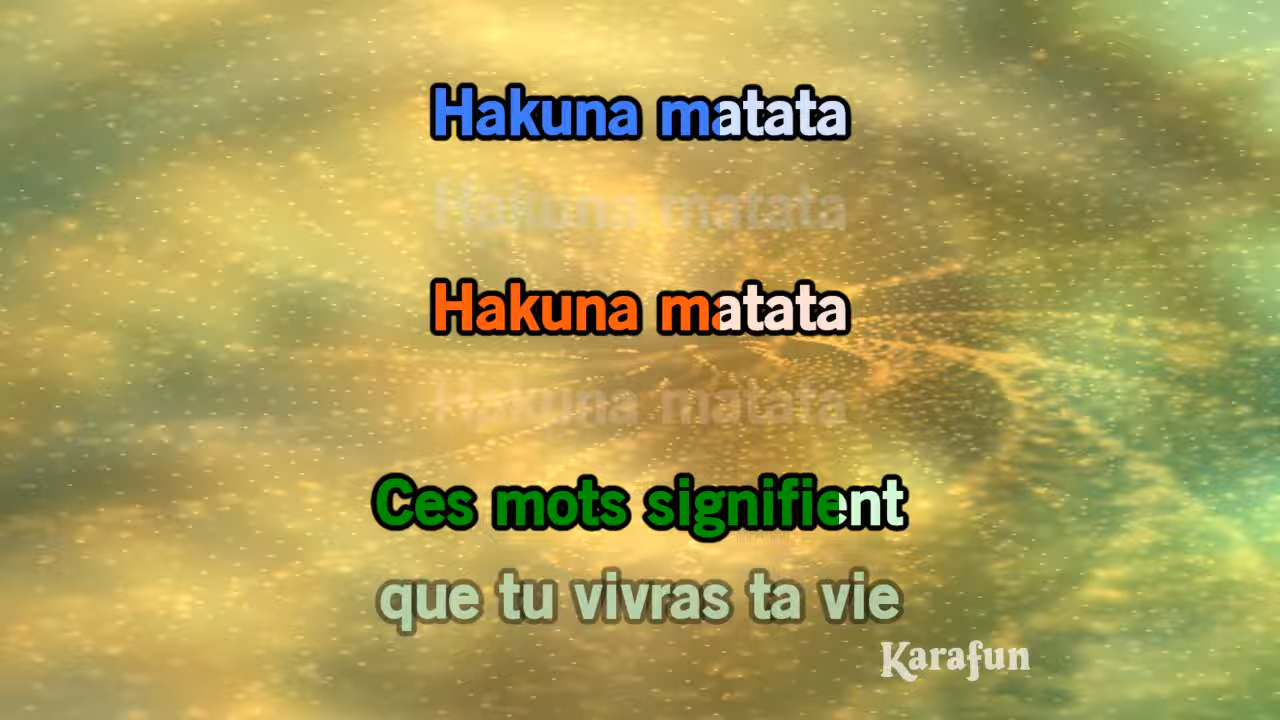 Hakuna matata
Hakuna matata
Hakuna matata
Hakuna matata
Ces mots signifient
que tu vivras ta vie
Karafun